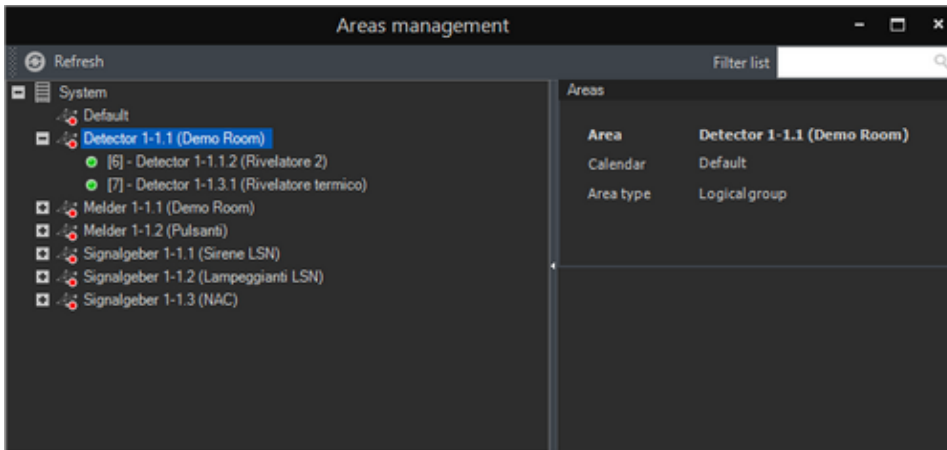 Areas management
Refresh
Filter list
System
Default
Detector 1-1.1 (Demo Room)
[6] - Detector 1-1.1.2 (Rivelatore 2)
[7] - Detector 1-1.3.1 (Rivelatore termico)
Melder 1-1.1 (Demo Room)
Melder 1-1.2 (Pulsanti)
Signalgeber 1-1.1 (Sirene LSN)
Signalgeber 1-1.2 (Lampeggianti LSN)
Signalgeber 1-1.3 (NAC)
Areas
Area Detector 1-1.1 (Demo Room)
Calendar Default
Area type Logical group